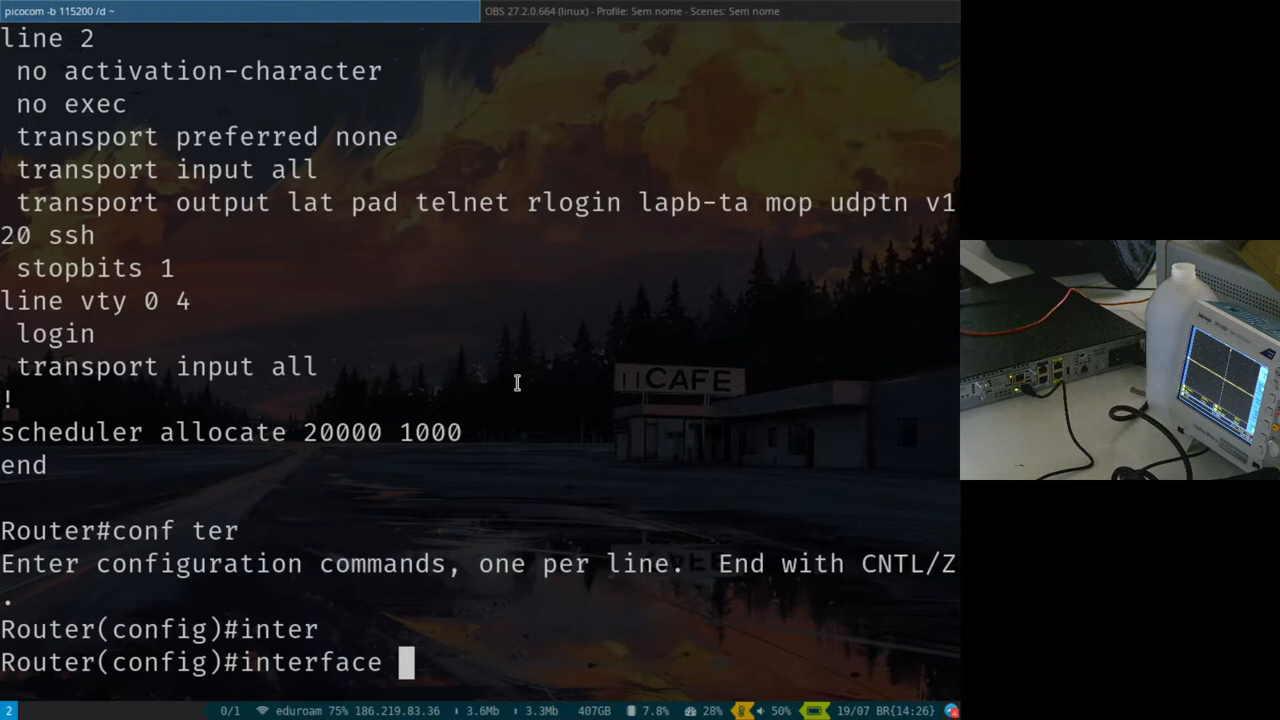 picocom -b 115200 /d ~
OBS 27.2.0.664 (linux) - Profile: Sem nome - Scenes: Sem nome
line 2
 no activation-character
 no exec
 transport preferred none
 transport input all
 transport output lat pad telnet rlogin lapb-ta mop udptn v1
20 ssh
 stopbits 1
line vty 0 4
 login
 transport input all
!
scheduler allocate 20000 1000
end
Router#conf ter
Enter configuration commands, one per line.  End with CNTL/Z
.
Router(config)#inter
Router(config)#interface
CAFE
2
0/1 eduroam 75% 186.219.83.36 3.6Mb 3.3Mb 407GB 7.8% 28% 50% 19/07 BR{14:26}